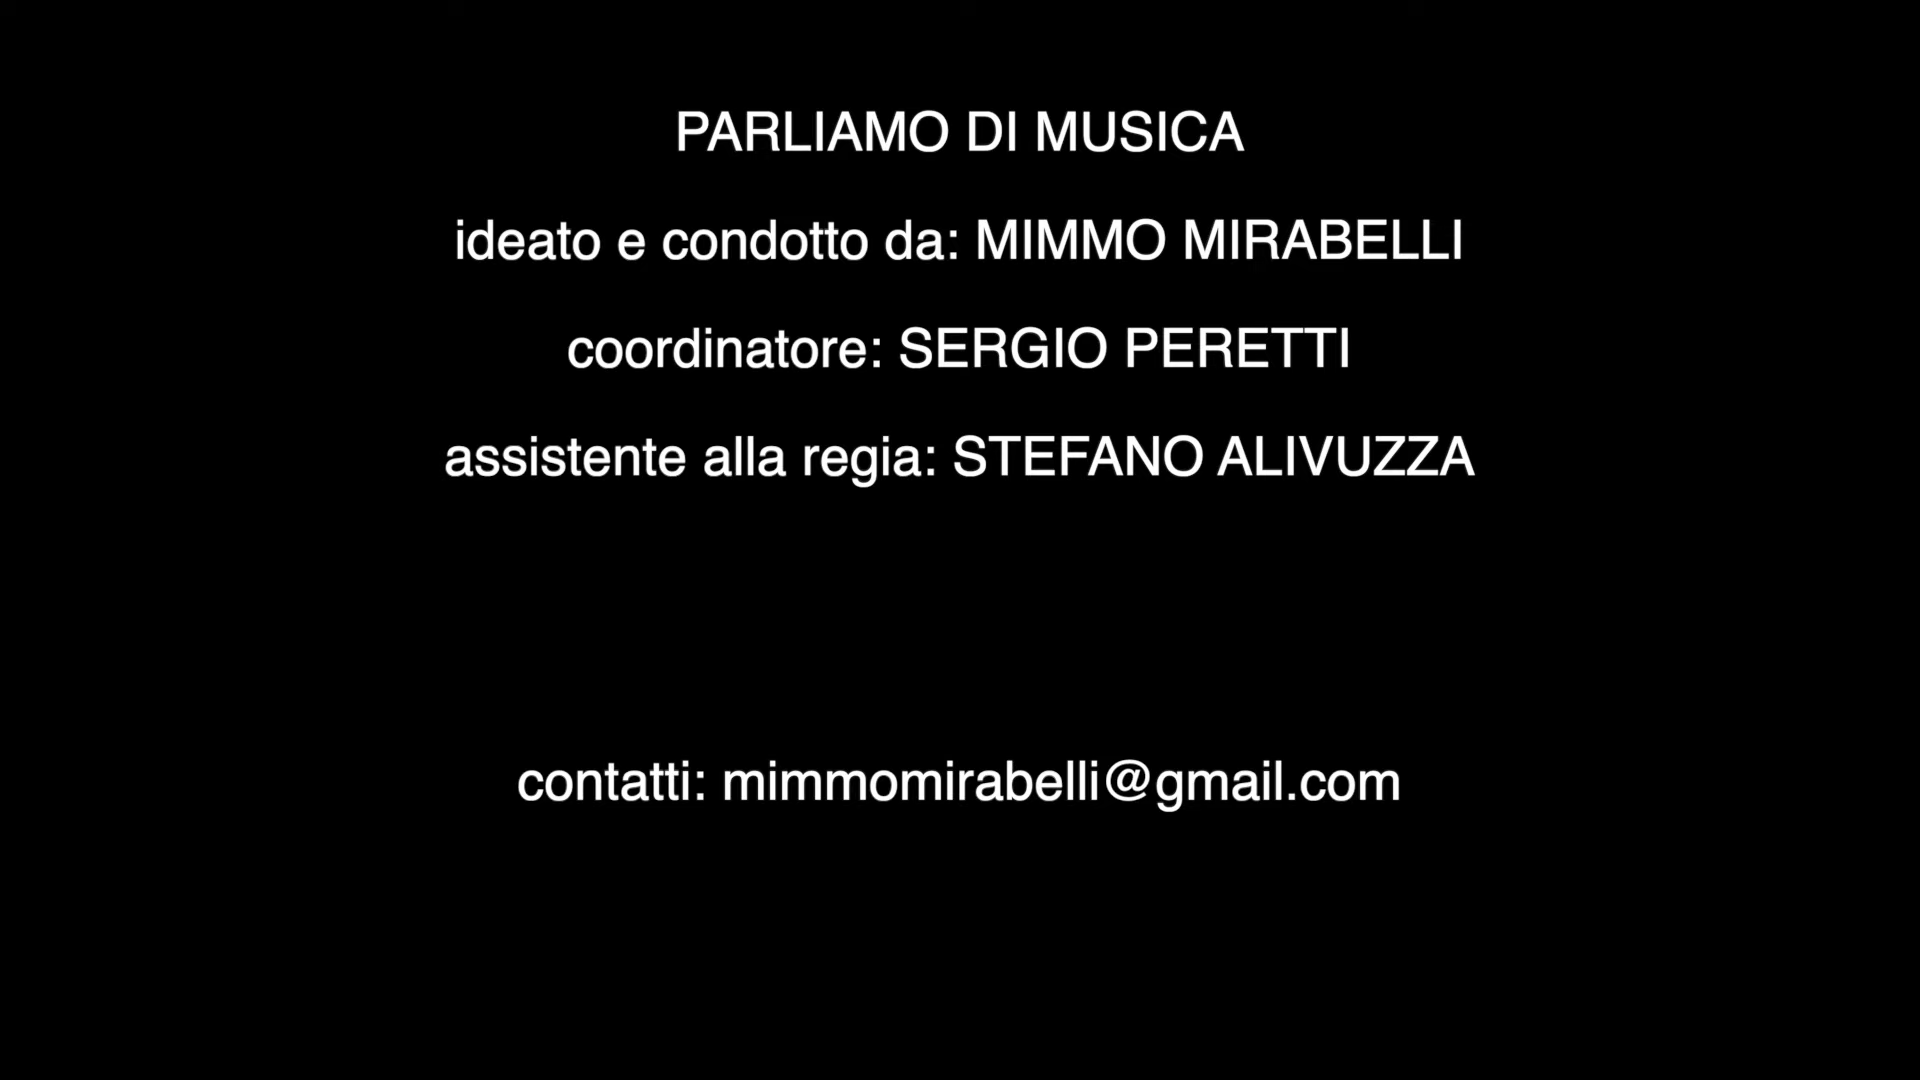 PARLIAMO DI MUSICA
ideato e condotto da: MIMMO MIRABELLI
coordinatore: SERGIO PERETTI
assistente alla regia: STEFANO ALIVUZZA
contatti: mimmomirabelli@gmail.com